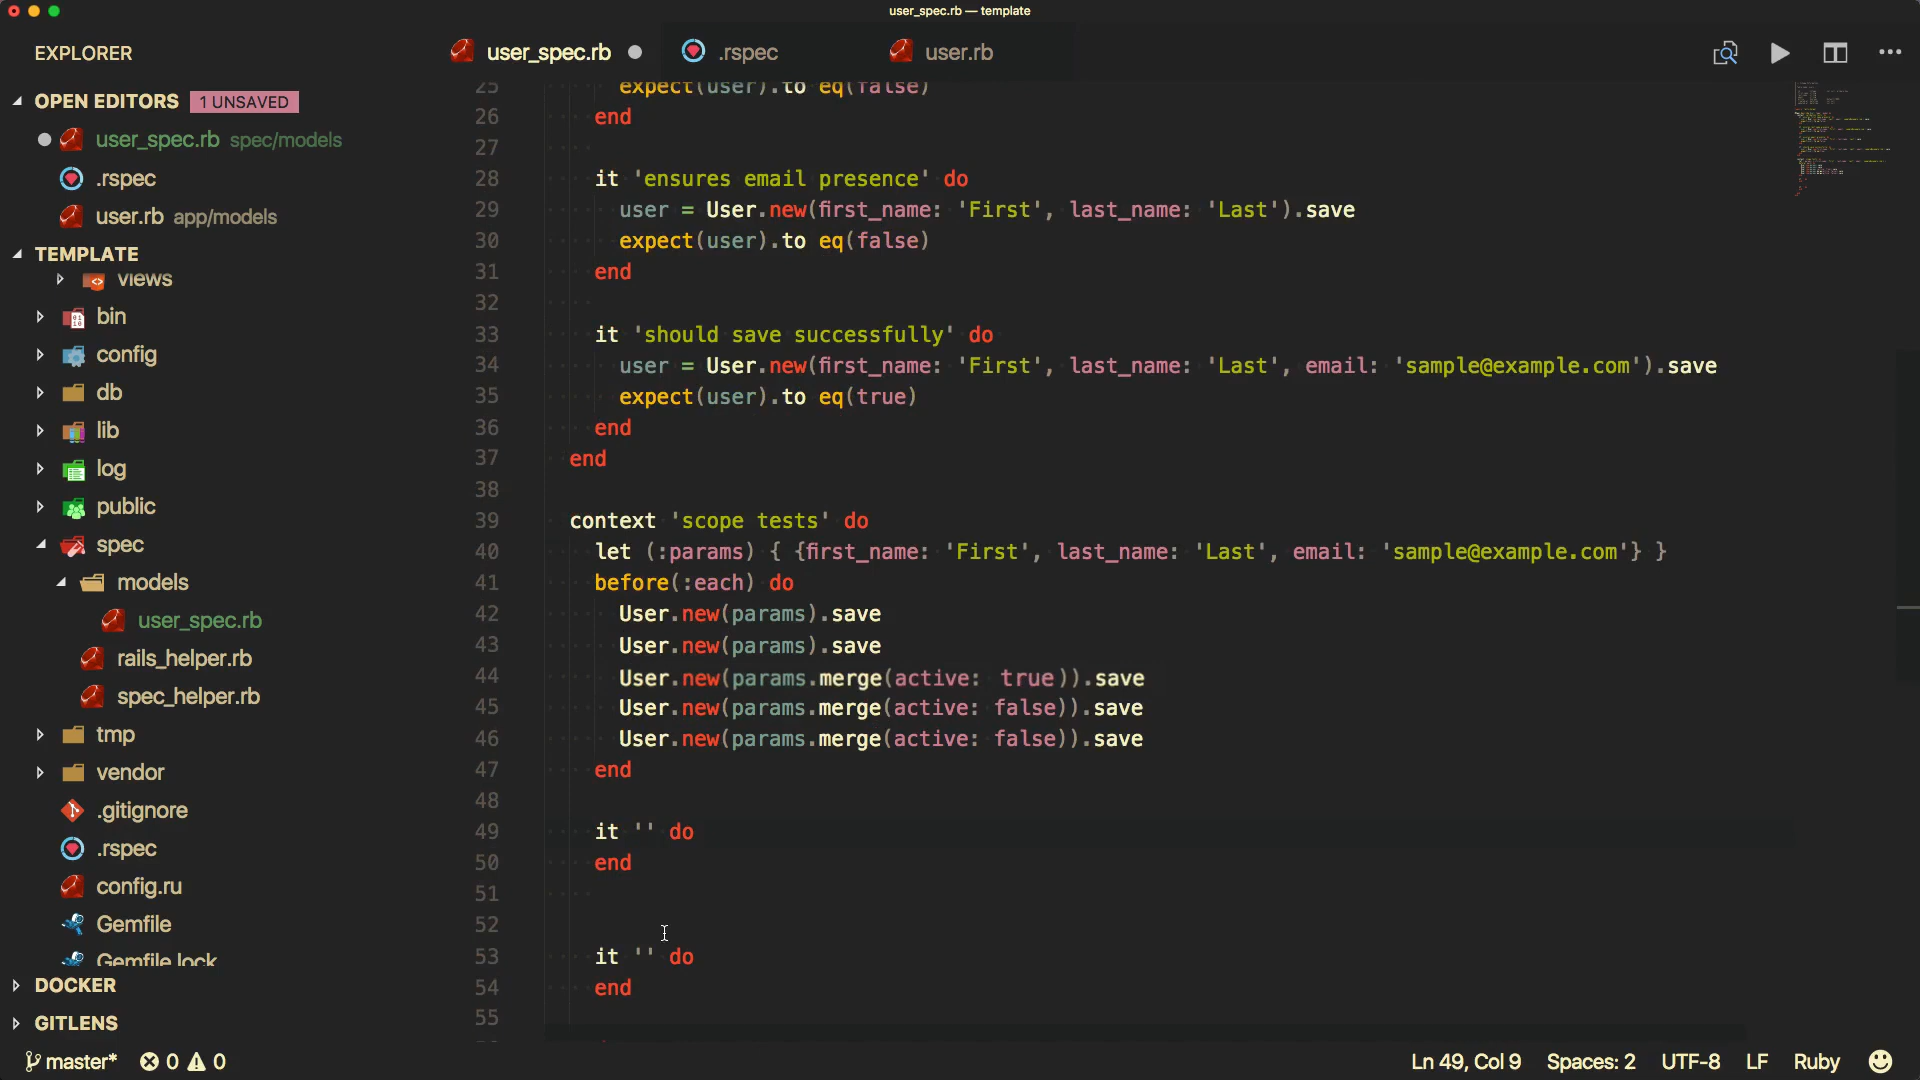 user_spec.rb — template
EXPLORER
OPEN EDITORS 1 UNSAVED
user_spec.rb spec/models
.rspec
user.rb app/models
TEMPLATE
views
bin
config
db
lib
log
public
spec
models
user_spec.rb
rails_helper.rb
spec_helper.rb
tmp
vendor
.gitignore
.rspec
config.ru
Gemfile
Gemfile.lock
DOCKER
GITLENS
user_spec.rb .rspec user.rb
25 expect(user).to eq(false)
26 end
27
28 it 'ensures email presence' do
29 user = User.new(first_name: 'First', last_name: 'Last').save
30 expect(user).to eq(false)
31 end
32
33 it 'should save successfully' do
34 user = User.new(first_name: 'First', last_name: 'Last', email: 'sample@example.com').save
35 expect(user).to eq(true)
36 end
37 end
38
39 context 'scope tests' do
40 let (:params) { {first_name: 'First', last_name: 'Last', email: 'sample@example.com'} }
41 before(:each) do
42 User.new(params).save
43 User.new(params).save
44 User.new(params.merge(active: true)).save
45 User.new(params.merge(active: false)).save
46 User.new(params.merge(active: false)).save
47 end
48
49 it '' do
50 end
51
52
53 it '' do
54 end
55
master* 0 0 Ln 49, Col 9 Spaces: 2 UTF-8 LF Ruby